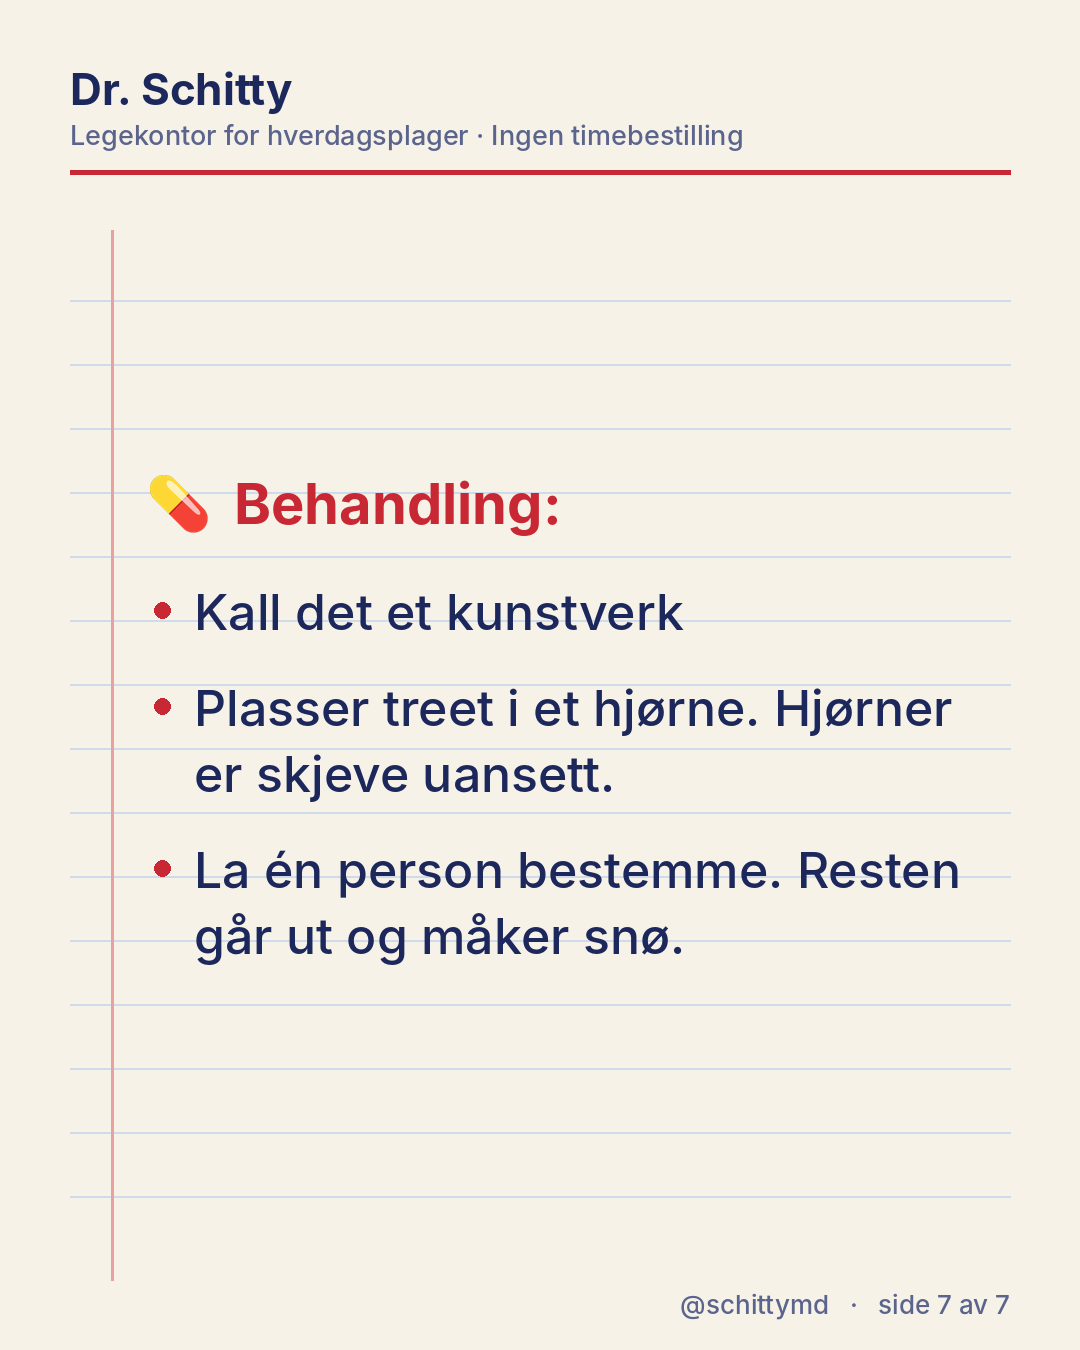 Dr. Schitty
Legekontor for hverdagsplager · Ingen timebestilling
💊 Behandling:
• Kall det et kunstverk
• Plasser treet i et hjørne. Hjørner
er skjeve uansett.
• La én person bestemme. Resten
går ut og måker snø.
@schittymd · side 7 av 7